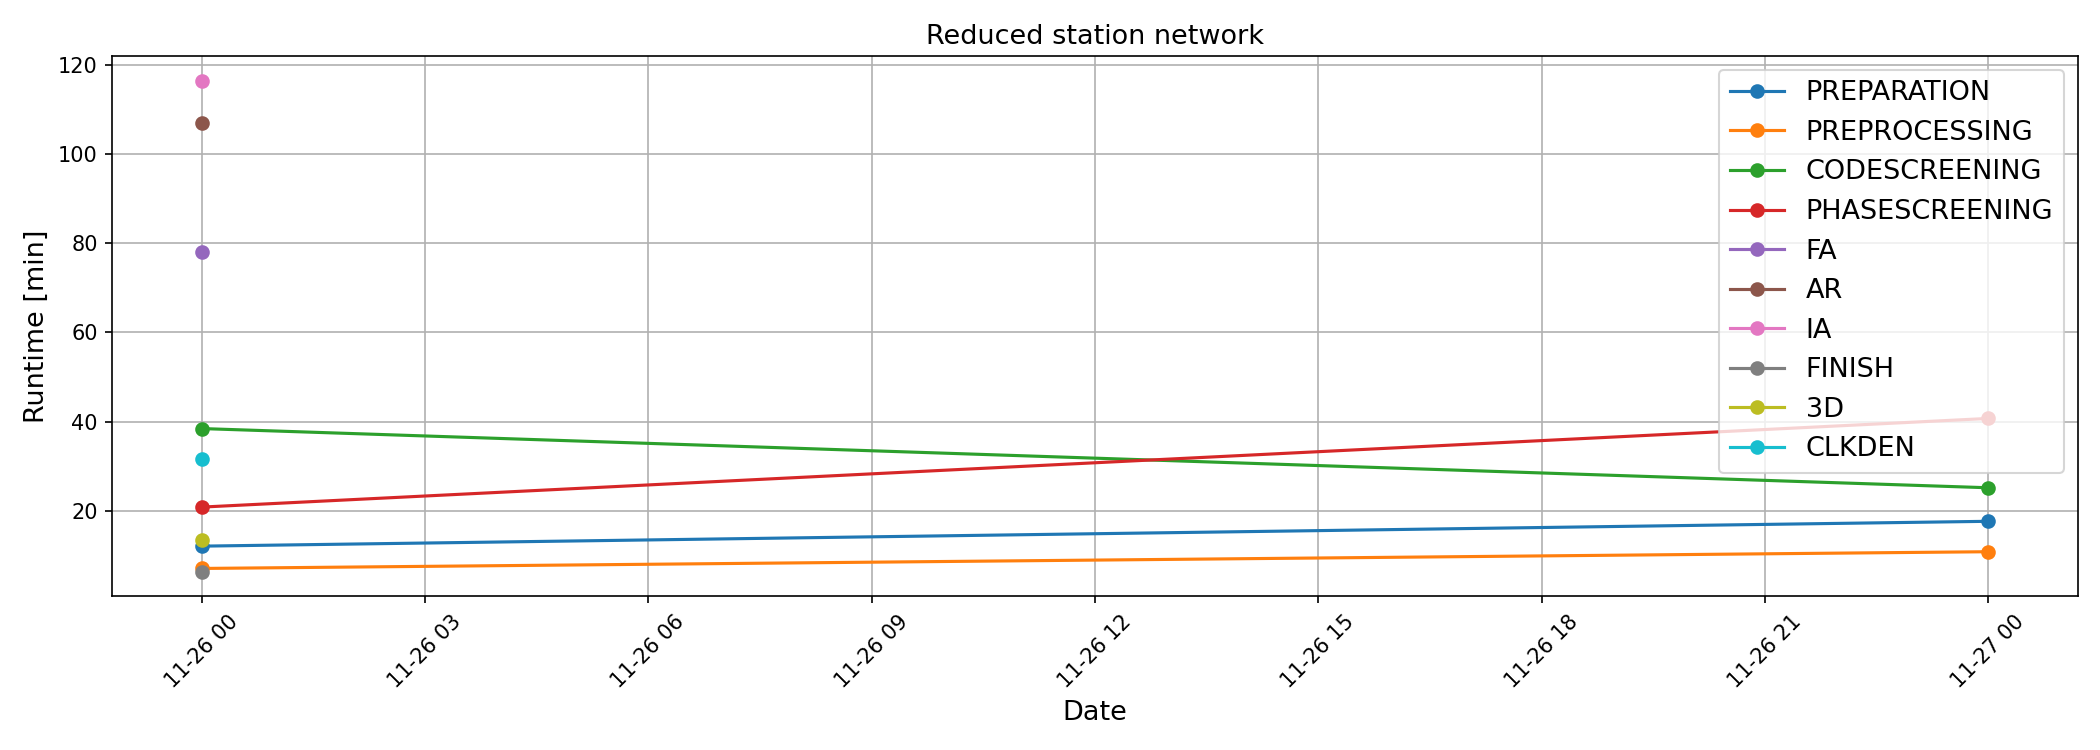 Reduced station network
Runtime [min]
120
100
80
60
40
20
PREPARATION
PREPROCESSING
CODESCREENING
PHASESCREENING
FA
AR
IA
FINISH
3D
CLKDEN
11-26 00
11-26 03
11-26 06
11-26 09
11-26 12
11-26 15
11-26 18
11-26 21
11-27 00
Date